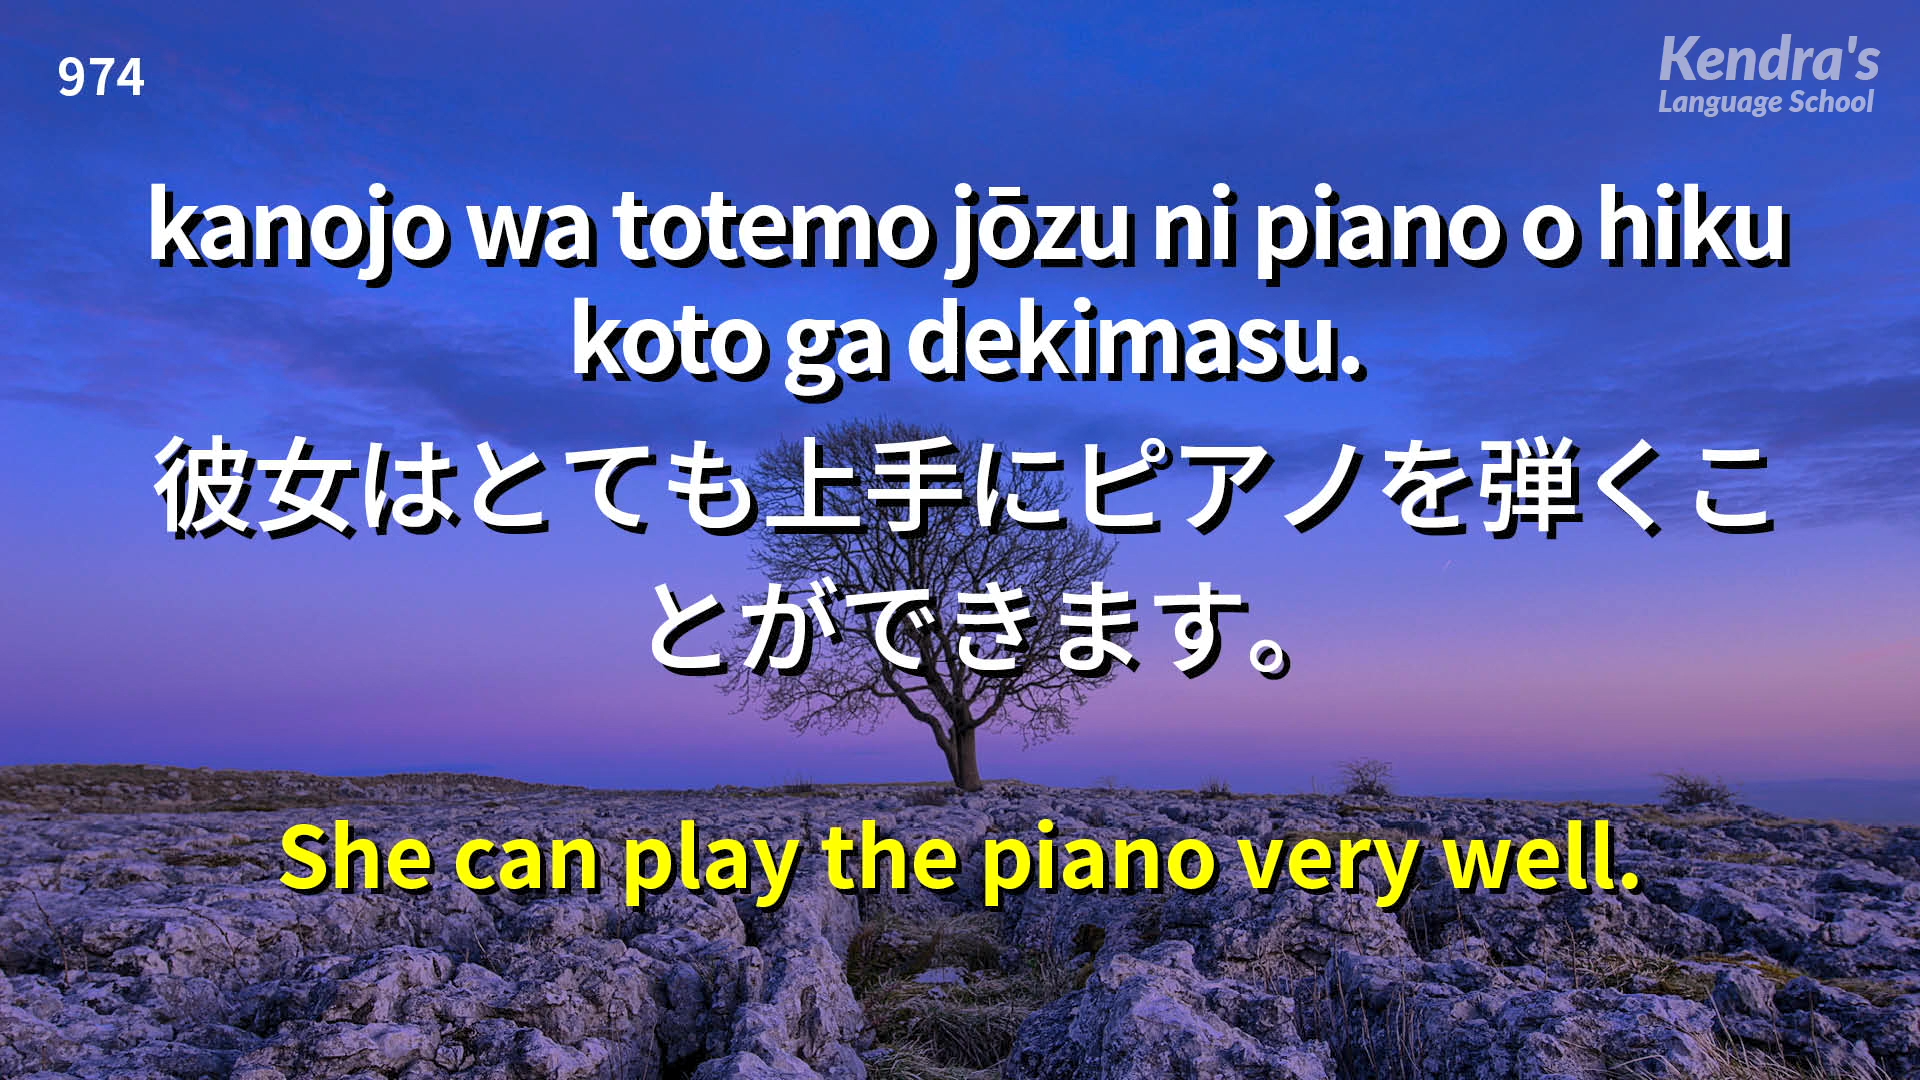 974
Kendra's
Language School
kanojo wa totemo jōzu ni piano o hiku
koto ga dekimasu.
彼女はとても上手にピアノを弾くこ
とができます。
She can play the piano very well.